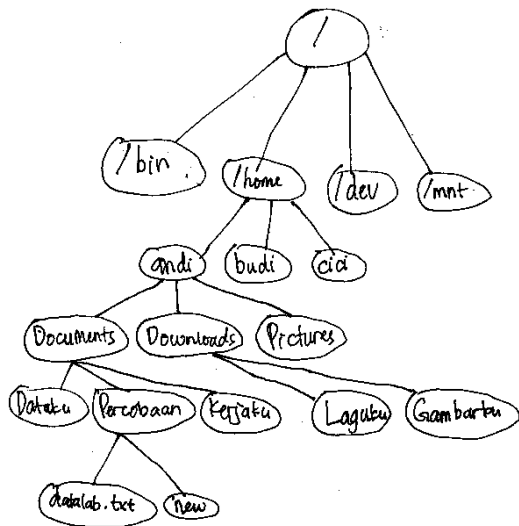 /
/bin /home /dev /mnt
andi budi cici
Documents Downloads Pictures
Dataku Percobaan Kerjaku Laguku Gambarku
datalab.txt new